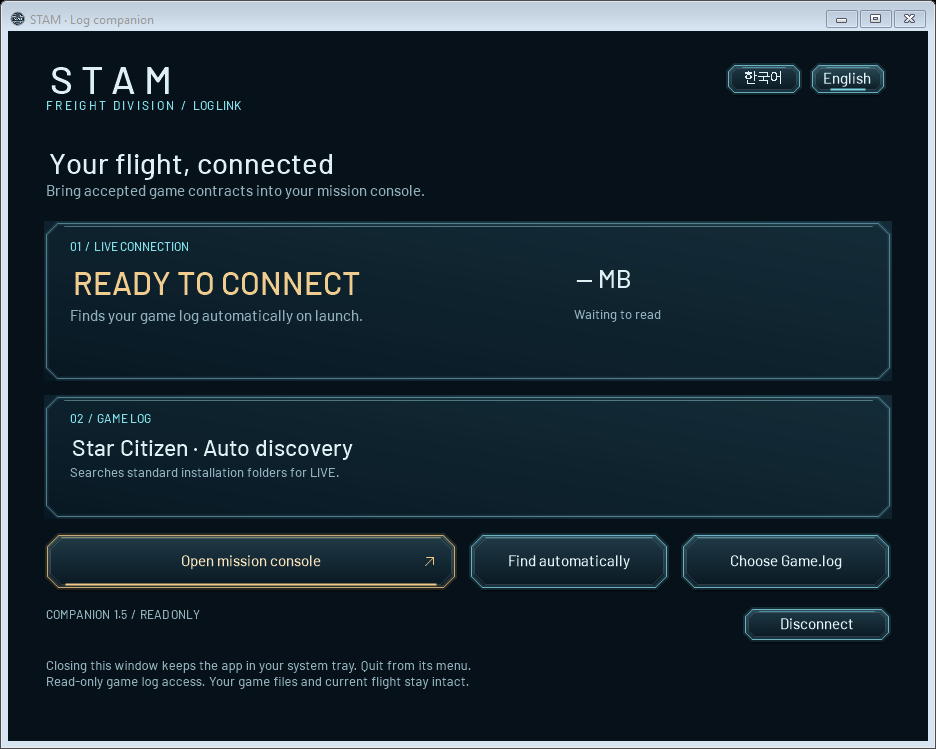 STAM · Log companion
STAM
FREIGHT DIVISION / LOGLINK
한국어
English
Your flight, connected
Bring accepted game contracts into your mission console.
01 / LIVE CONNECTION
READY TO CONNECT
Finds your game log automatically on launch.
— MB
Waiting to read
02 / GAME LOG
Star Citizen · Auto discovery
Searches standard installation folders for LIVE.
Open mission console ↗
Find automatically
Choose Game.log
COMPANION 1.5 / READ ONLY
Disconnect
Closing this window keeps the app in your system tray. Quit from its menu.
Read-only game log access. Your game files and current flight stay intact.